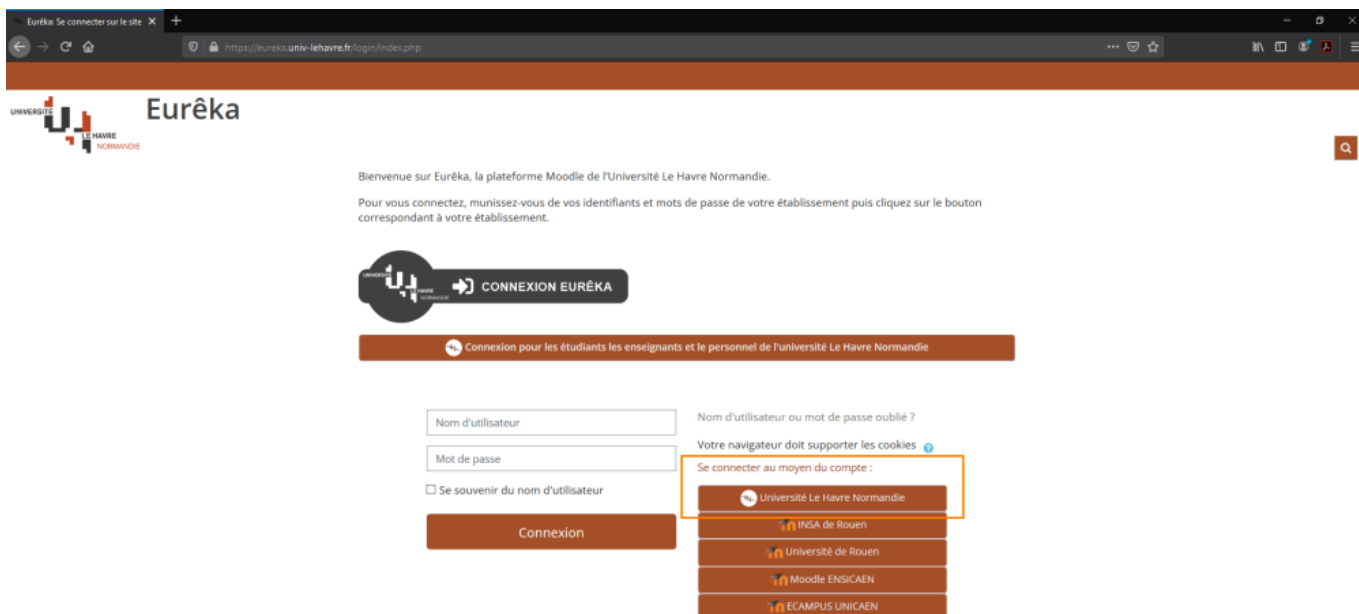 Eurêka: Se connecter sur le site
https://eureka.univ-lehavre.fr/login/index.php
UNIVERSITÉ
LE HAVRE
NORMANDIE
Eurêka
Bienvenue sur Eurêka, la plateforme Moodle de l'Université Le Havre Normandie.
Pour vous connectez, munissez-vous de vos identifiants et mots de passe de votre établissement puis cliquez sur le bouton
correspondant à votre établissement.
UNIVERSITÉ
LE HAVRE
NORMANDIE
CONNEXION EURÊKA
Connexion pour les étudiants les enseignants et le personnel de l'université Le Havre Normandie
Nom d'utilisateur
Mot de passe
Se souvenir du nom d'utilisateur
Connexion
Nom d'utilisateur ou mot de passe oublié ?
Votre navigateur doit supporter les cookies
Se connecter au moyen du compte :
Université Le Havre Normandie
INSA de Rouen
Université de Rouen
Moodle ENSICAEN
ECAMPUS UNICAEN